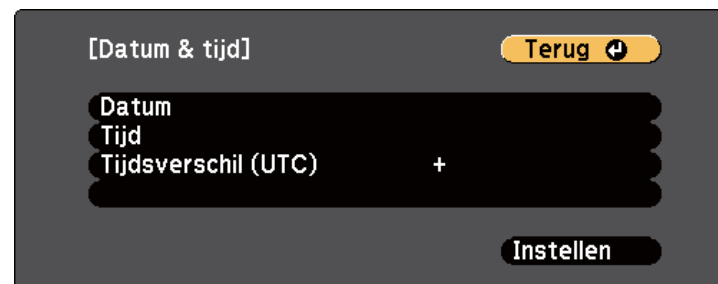 [Datum & tijd]
Terug
Datum
Tijd
Tijdsverschil (UTC) +
Instellen